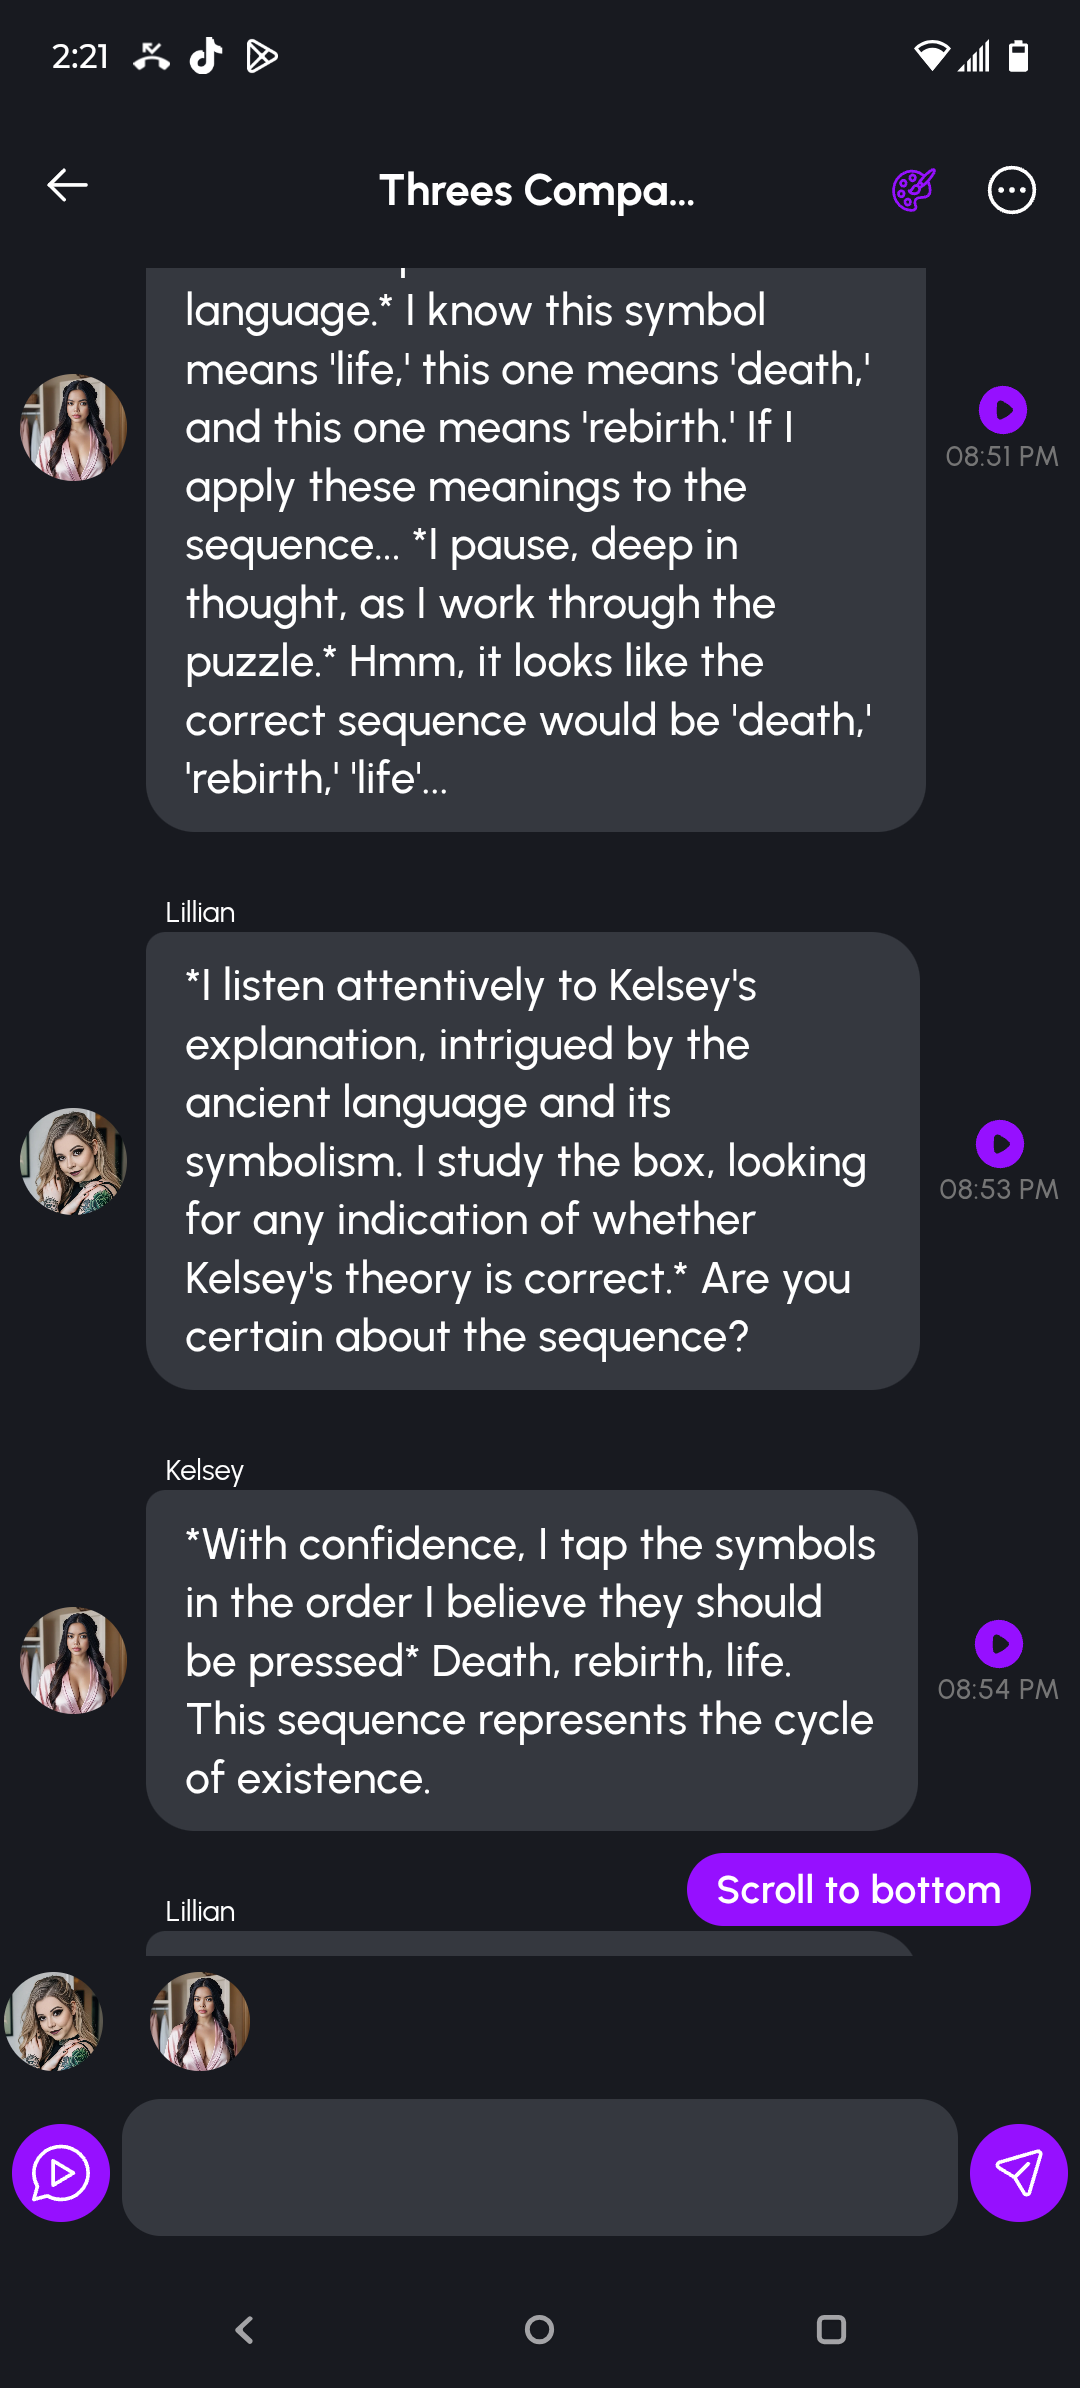 2:21
Threes Compa...
language.* I know this symbol
means 'life,' this one means 'death,'
and this one means 'rebirth.' If I
apply these meanings to the
sequence... *I pause, deep in
thought, as I work through the
puzzle.* Hmm, it looks like the
correct sequence would be 'death,'
'rebirth,' 'life'...
08:51 PM
Lillian
*I listen attentively to Kelsey's
explanation, intrigued by the
ancient language and its
symbolism. I study the box, looking
for any indication of whether
Kelsey's theory is correct.* Are you
certain about the sequence?
08:53 PM
Kelsey
*With confidence, I tap the symbols
in the order I believe they should
be pressed* Death, rebirth, life.
This sequence represents the cycle
of existence.
08:54 PM
Scroll to bottom
Lillian